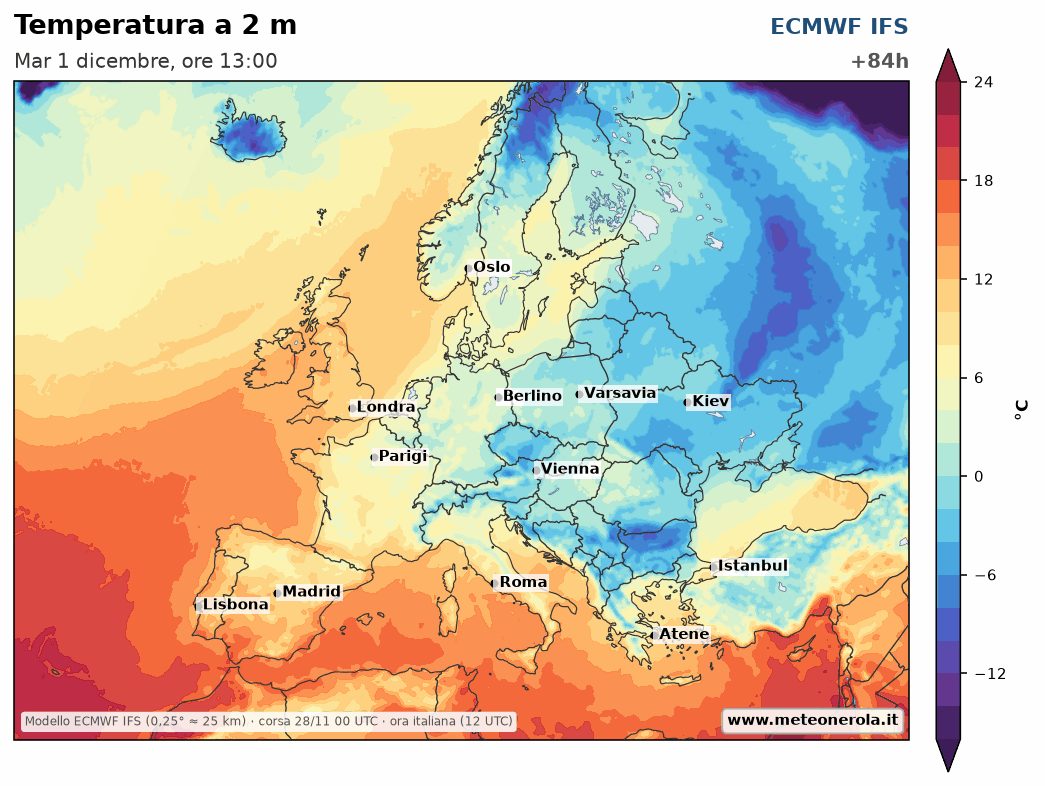 Temperatura a 2 m
ECMWF IFS
Mar 1 dicembre, ore 13:00
+84h
24
18
12
6
0
−6
−12
°C
Oslo
Berlino
Varsavia
Kiev
Londra
Parigi
Vienna
Istanbul
Roma
Madrid
Lisbona
Atene
Modello ECMWF IFS (0,25° ≈ 25 km) · corsa 28/11 00 UTC · ora italiana (12 UTC)
www.meteonerola.it